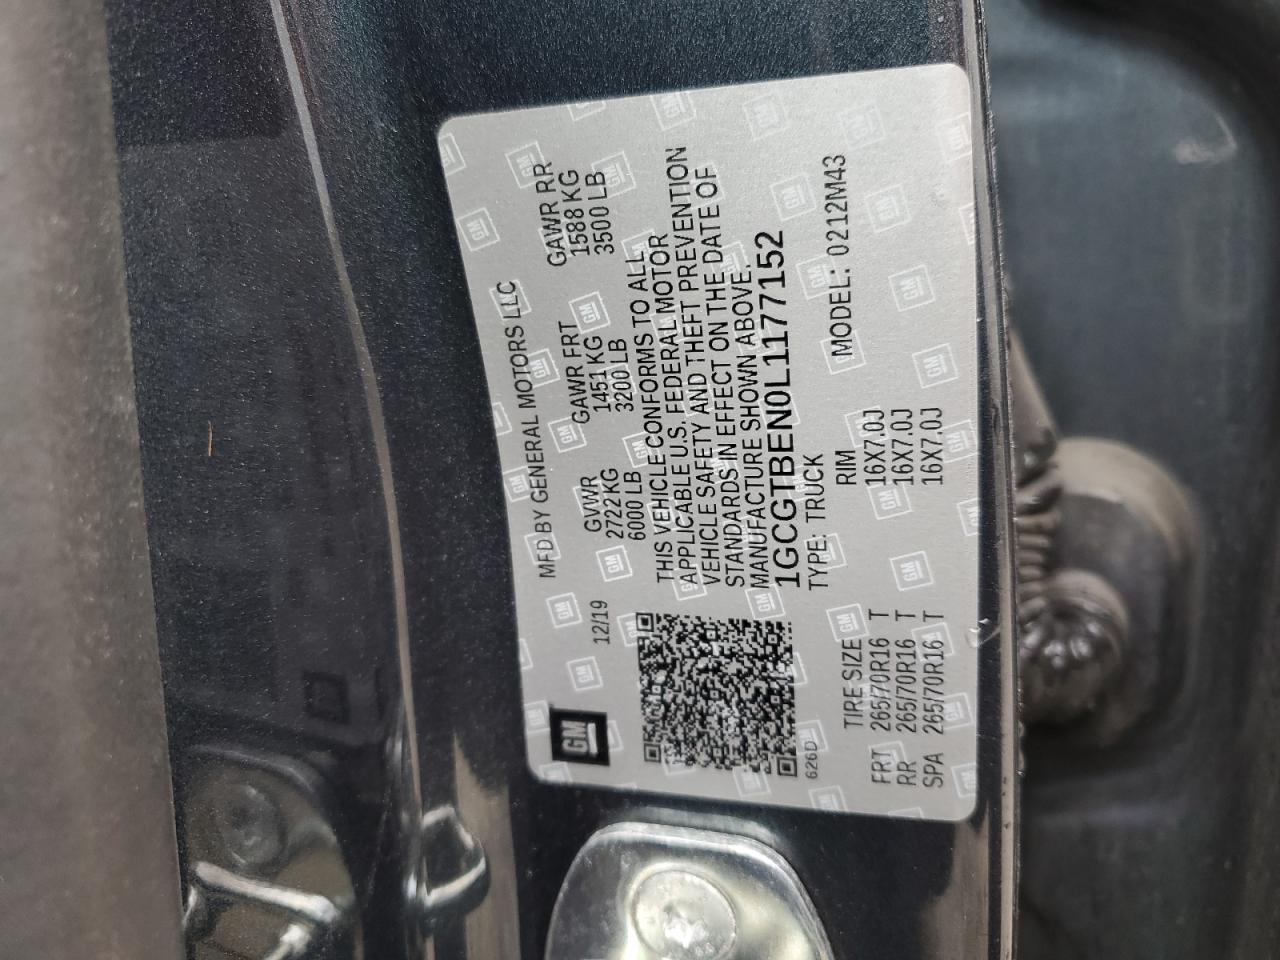 GM
MFD BY GENERAL MOTORS LLC
12/19
GVWR GAWR FRT GAWR RR
2722 KG 1451 KG 1588 KG
6000 LB 3200 LB 3500 LB
THIS VEHICLE CONFORMS TO ALL
APPLICABLE U.S. FEDERAL MOTOR
VEHICLE SAFETY AND THEFT PREVENTION
STANDARDS IN EFFECT ON THE DATE OF
MANUFACTURE SHOWN ABOVE.
1GCGTBEN0L1177152
626D TYPE: TRUCK MODEL: 0212M43
TIRE SIZE RIM
FRT 265/70R16 T 16X7.0J
RR 265/70R16 T 16X7.0J
SPA 265/70R16 T 16X7.0J